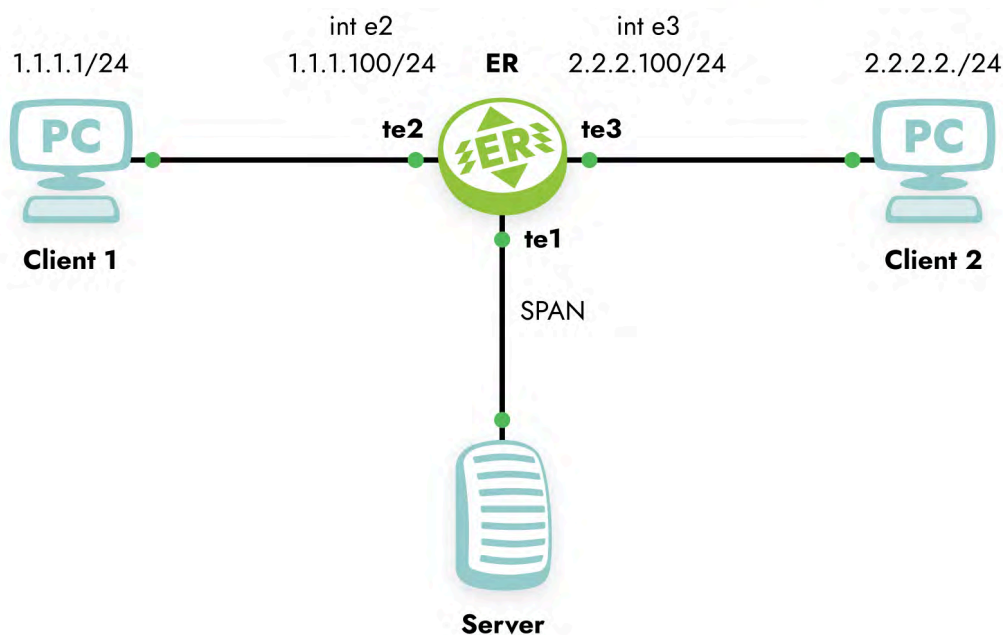 int e2
int e3
1.1.1.1/24
1.1.1.100/24
ER
2.2.2.100/24
2.2.2.2./24
PC
te2
ER
te3
PC
Client 1
te1
Client 2
SPAN
Server